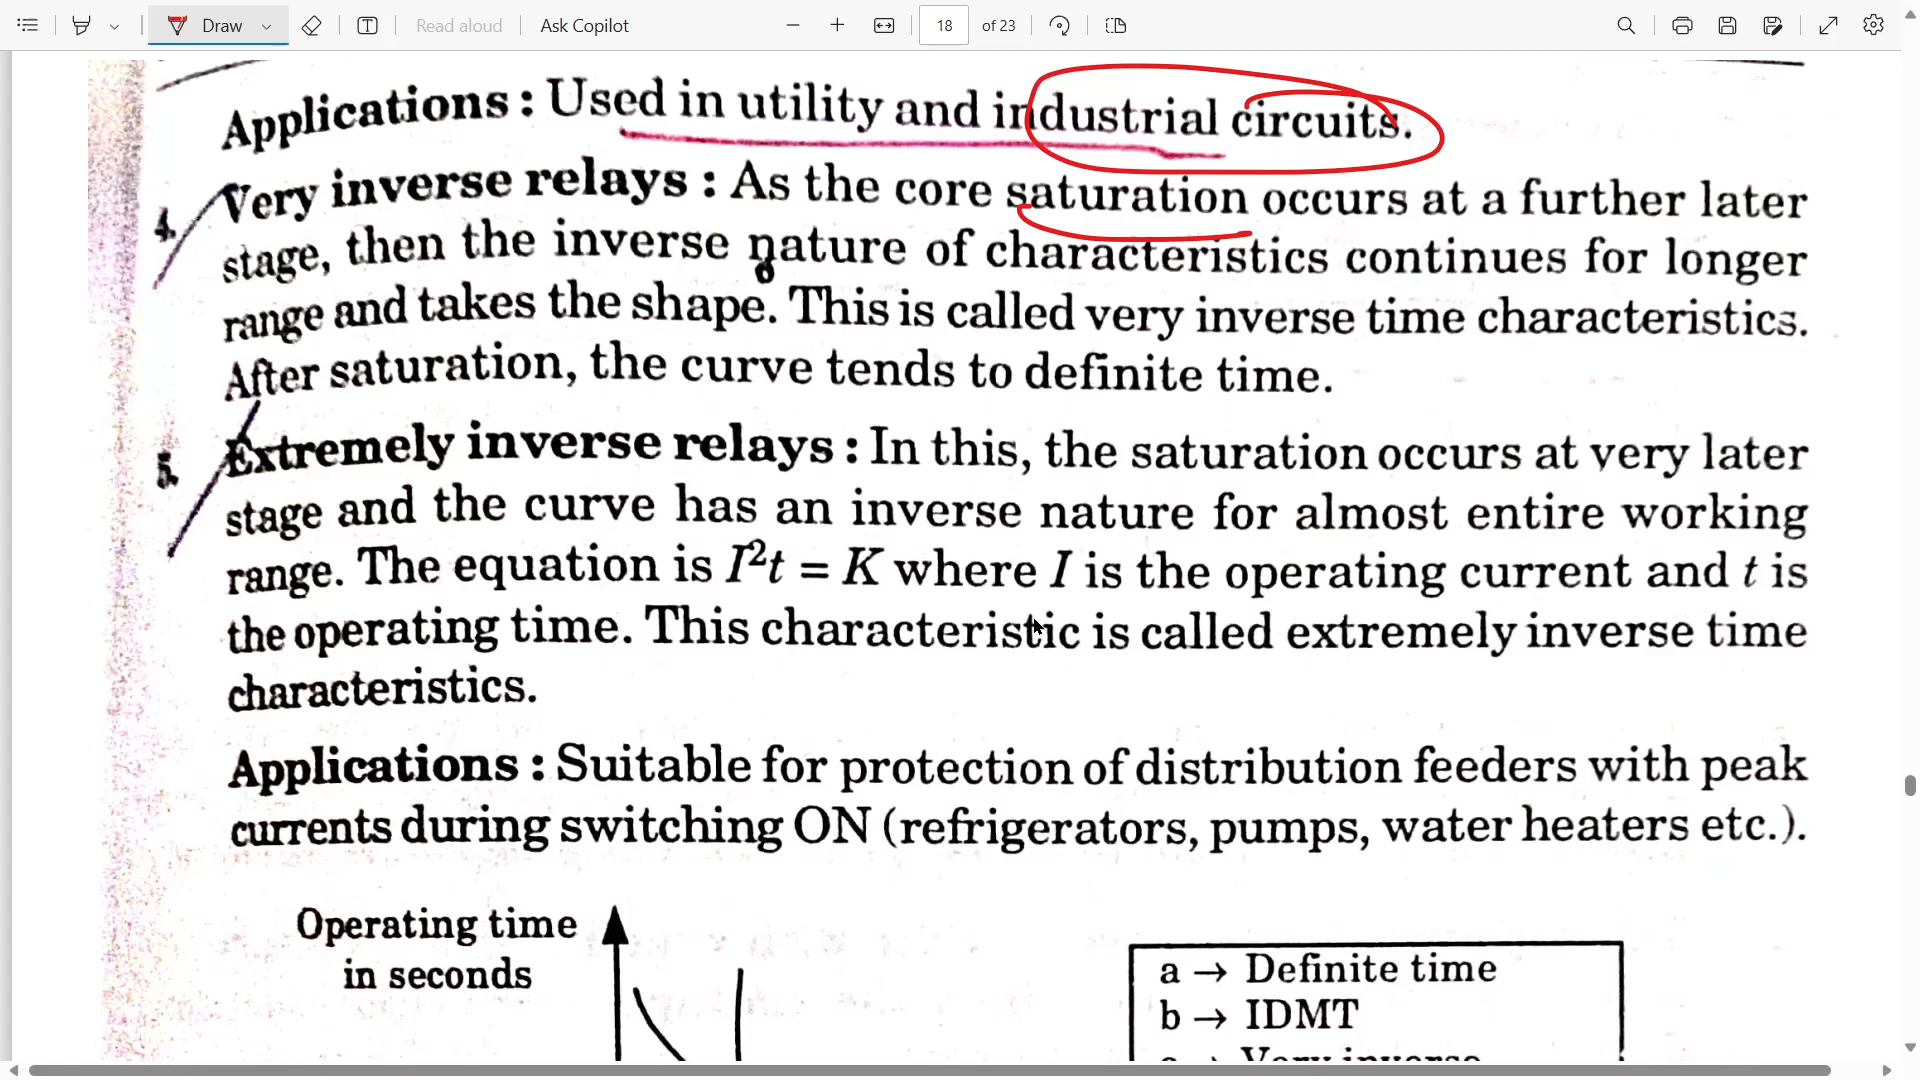 Draw
Read aloud
Ask Copilot
18
of 23
Applications : Used in utility and industrial circuits.
4. Very inverse relays : As the core saturation occurs at a further later
stage, then the inverse nature of characteristics continues for longer
range and takes the shape. This is called very inverse time characteristics.
After saturation, the curve tends to definite time.
5. Extremely inverse relays : In this, the saturation occurs at very later
stage and the curve has an inverse nature for almost entire working
range. The equation is I²t = K where I is the operating current and t is
the operating time. This characteristic is called extremely inverse time
characteristics.
Applications : Suitable for protection of distribution feeders with peak
currents during switching ON (refrigerators, pumps, water heaters etc.).
Operating time
in seconds
a → Definite time
b → IDMT
c → Very inverse